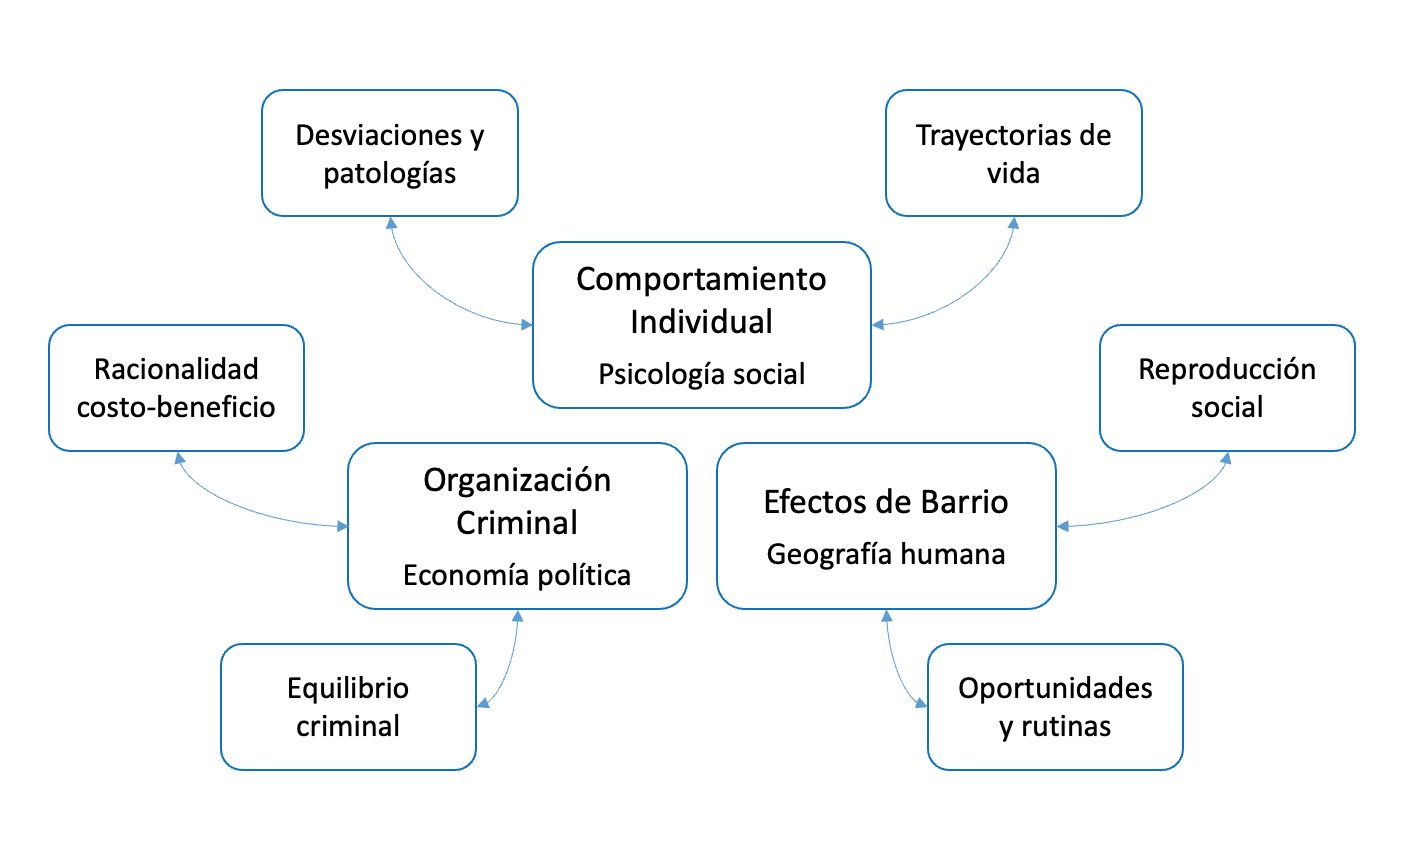 Desviaciones y
patologías
Trayectorias de
vida
Comportamiento
Individual
Psicología social
Racionalidad
costo-beneficio
Reproducción
social
Organización
Criminal
Economía política
Efectos de Barrio
Geografía humana
Equilibrio
criminal
Oportunidades
y rutinas